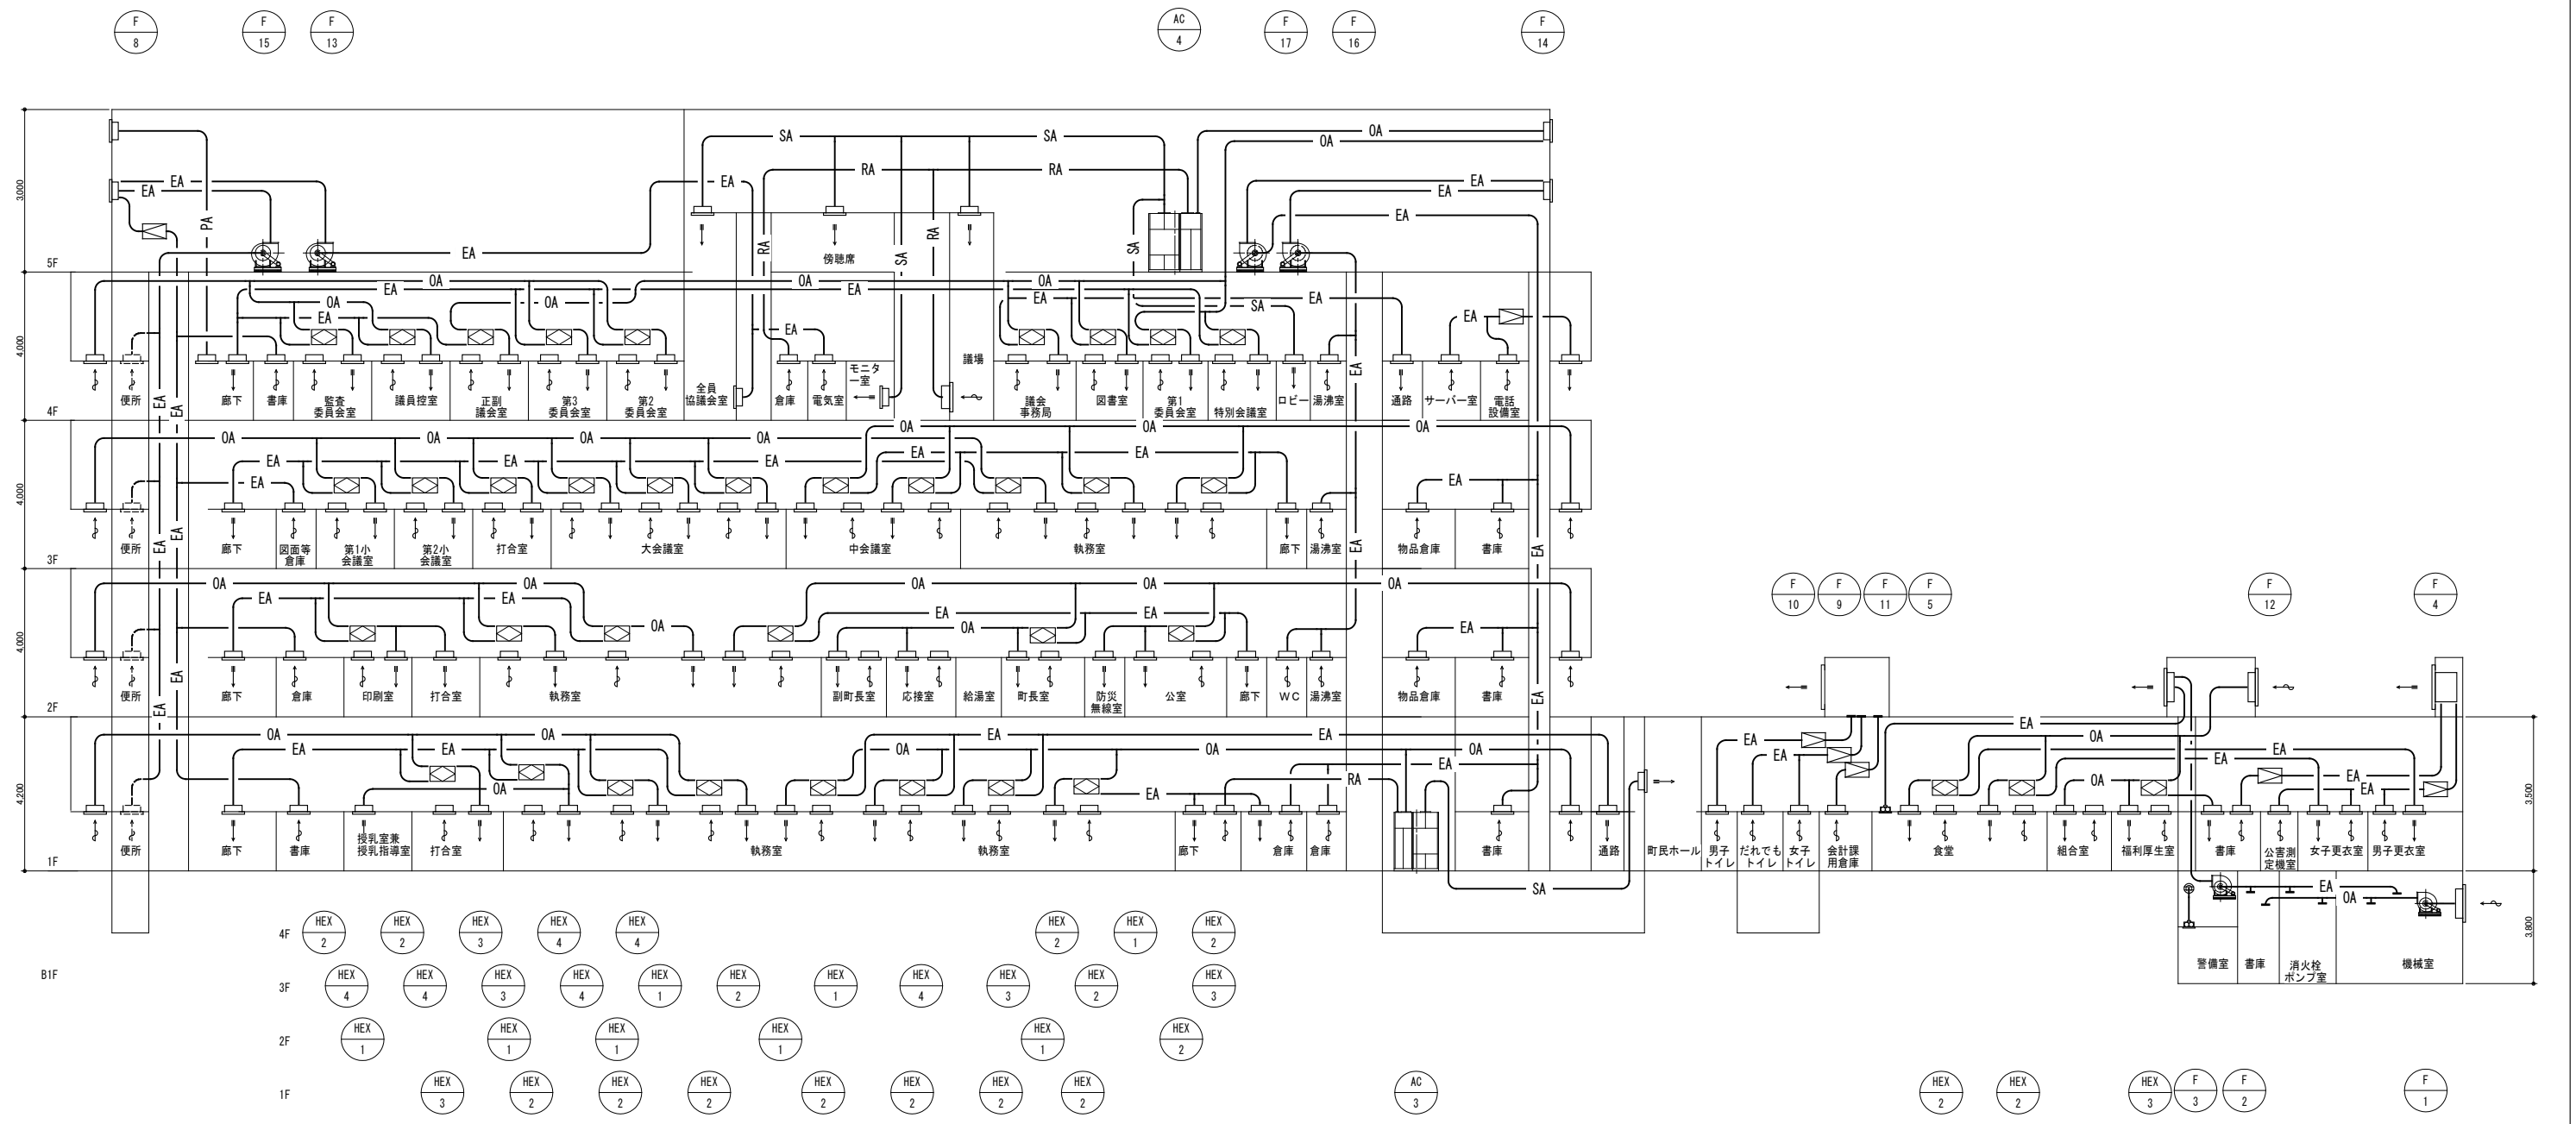 F F F AC F F F
8 15 13 4 17 16 14
OA
SA SA OA
RA RA
EA EA EA EA
EA EA
3,000 PA RA RA SA SA EA
EA
傍聴席
5F
OA OA OA
EA EA EA EA
OA OA SA
EA EA EA
4,000
議場
モニタ
ー室
EA EA EA
便所 廊下 書庫 監査
委員会室 議員控室 正副
議会室 第3
委員会室 第2
委員会室 全員
協議会室 倉庫 電気室 議会
事務局 図書室 第1
委員会室 特別会議室 ロビー 湯沸室 通路 サーバー室 電話
設備室
4F
OA OA OA OA OA OA OA
EA EA EA EA EA
EA EA EA
4,000
EA EA EA EA
便所 廊下 図面等
倉庫 第1小
会議室 第2小
会議室 打合室 大会議室 中会議室 執務室 廊下 湯沸室 物品倉庫 書庫
3F
OA OA OA OA OA
EA EA EA EA
OA OA EA
4,000
EA EA
便所 廊下 倉庫 印刷室 打合室 執務室 副町長室 応接室 給湯室 町長室 防災
無線室 公室 廊下 WC 湯沸室 物品倉庫 書庫
F F F F F F
10 9 11 5 12 4
2F
EA
OA OA EA EA
EA EA OA OA OA
EA
OA EA RA
4,200
EA OA
EA EA EA EA
OA EA EA
3,500
便所 廊下 書庫 授乳室兼
授乳指導室 打合室 執務室 執務室 廊下 倉庫 倉庫 書庫 通路 町民ホール 男子
トイレ だれでも
トイレ 女子
トイレ 会計課
用倉庫 食堂 組合室 福利厚生室 書庫 公害測
定機室 女子更衣室 男子更衣室
1F
SA
EA
OA
3,800
警備室 書庫 消火栓
ポンプ室 機械室
4F HEX HEX HEX HEX HEX HEX HEX HEX
2 2 3 4 4 2 1 2
B1F
3F HEX HEX HEX HEX HEX HEX HEX HEX HEX HEX HEX
4 4 3 4 1 2 1 4 3 2 3
2F HEX HEX HEX HEX HEX HEX
1 1 1 1 1 2
1F HEX HEX HEX HEX HEX HEX HEX HEX AC HEX HEX HEX F F F
3 2 2 2 2 2 2 2 3 2 2 3 3 2 1